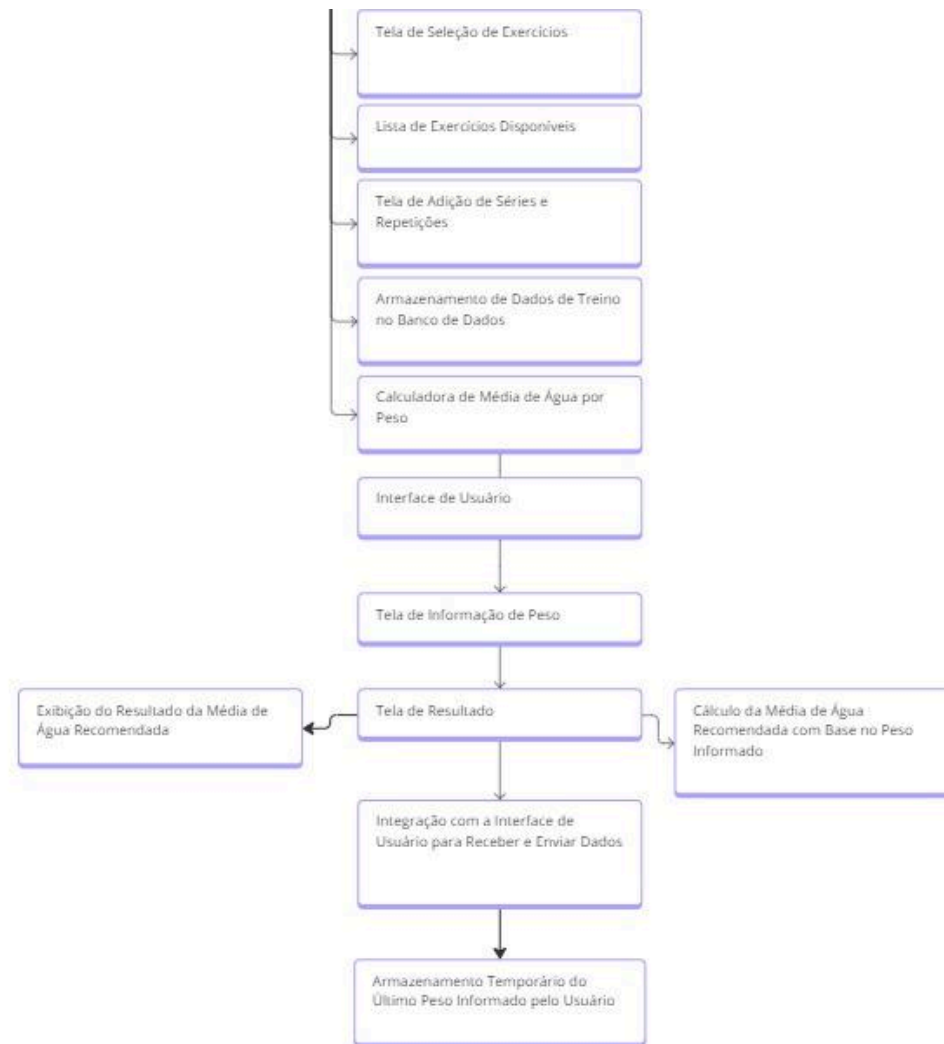 Tela de Seleção de Exercícios
Lista de Exercícios Disponíveis
Tela de Adição de Séries e
Repetições
Armazenamento de Dados de Treino
no Banco de Dados
Calculadora de Média de Água por
Peso
Interface de Usuário
Tela de Informação de Peso
Exibição do Resultado da Média de
Água Recomendada
Tela de Resultado
Cálculo da Média de Água
Recomendada com Base no Peso
Informado
Integração com a Interface de
Usuário para Receber e Enviar Dados
Armazenamento Temporário do
Último Peso Informado pelo Usuário